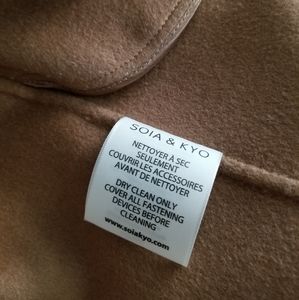 SOIA & KYO
NETTOYER À SEC
SEULEMENT
COUVRIR LES ACCESSOIRES
AVANT DE NETTOYER
DRY CLEAN ONLY
COVER ALL FASTENING
DEVICES BEFORE
CLEANING
www.soiakyo.com